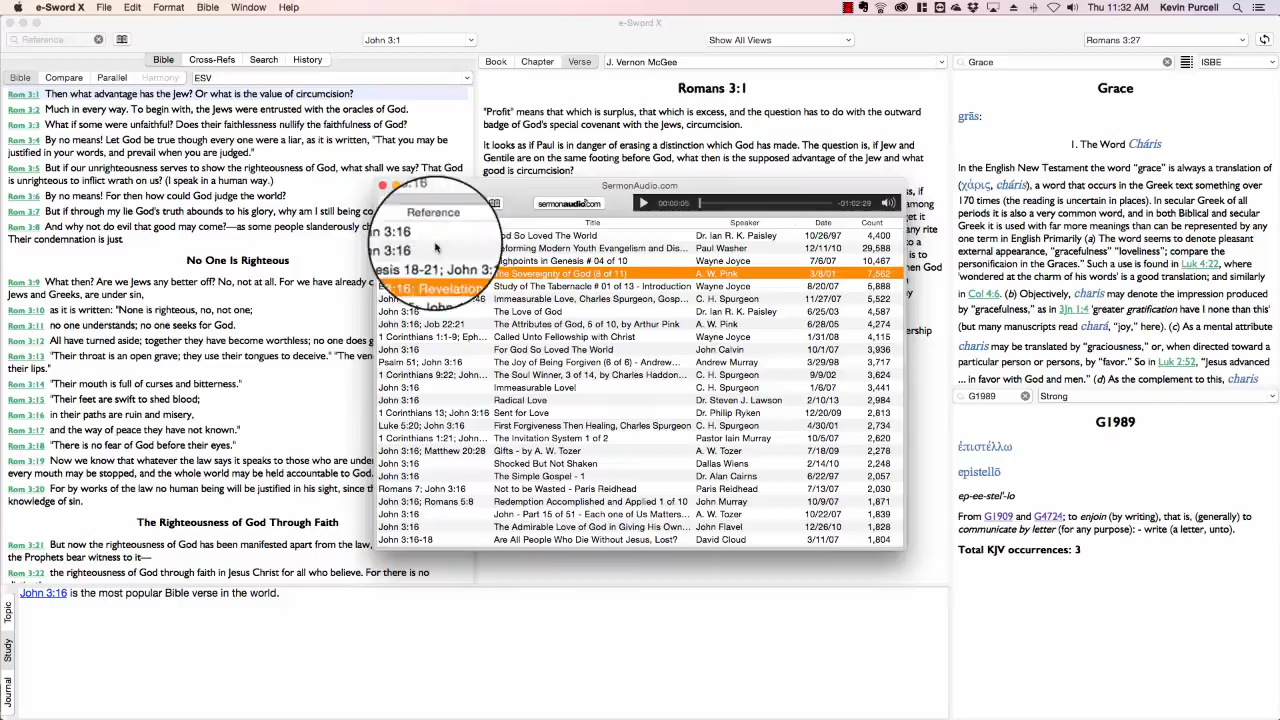 e-Sword X File Edit Format Bible Window Help
Thu 11:32 AM Kevin Purcell
e-Sword X
Reference
John 3:1
Show All Views
Romans 3:27
Bible Cross-Refs Search History
Bible Compare Parallel Harmony ESV
Rom 3:1 Then what advantage has the Jew? Or what is the value of circumcision?
Rom 3:2 Much in every way. To begin with, the Jews were entrusted with the oracles of God.
Rom 3:3 What if some were unfaithful? Does their faithlessness nullify the faithfulness of God?
Rom 3:4 By no means! Let God be true though every one were a liar, as it is written, "That you may be
justified in your words, and prevail when you are judged."
Rom 3:5 But if our unrighteousness serves to show the righteousness of God, what shall we say? That God
is unrighteous to inflict wrath on us? (I speak in a human way.)
Rom 3:6 By no means! For then how could God judge the world?
Rom 3:7 But if through my lie God's truth abounds to his glory, why am I still being co
Rom 3:8 And why not do evil that good may come?—as some people slanderously ch
Their condemnation is just.
No One Is Righteous
Rom 3:9 What then? Are we Jews any better off? No, not at all. For we have already c
Jews and Greeks, are under sin,
Rom 3:10 as it is written: "None is righteous, no, not one;
Rom 3:11 no one understands; no one seeks for God.
Rom 3:12 All have turned aside; together they have become worthless; no one does g
Rom 3:13 "Their throat is an open grave; they use their tongues to deceive." "The ven
their lips."
Rom 3:14 "Their mouth is full of curses and bitterness."
Rom 3:15 "Their feet are swift to shed blood;
Rom 3:16 in their paths are ruin and misery,
Rom 3:17 and the way of peace they have not known."
Rom 3:18 "There is no fear of God before their eyes."
Rom 3:19 Now we know that whatever the law says it speaks to those who are unde
every mouth may be stopped, and the whole world may be held accountable to God.
Rom 3:20 For by works of the law no human being will be justified in his sight, since th
knowledge of sin.
The Righteousness of God Through Faith
Rom 3:21 But now the righteousness of God has been manifested apart from the law,
the Prophets bear witness to it—
Rom 3:22 the righteousness of God through faith in Jesus Christ for all who believe. For there is no
Book Chapter Verse J. Vernon McGee
Romans 3:1
"Profit" means that which is surplus, that which is excess, and the question has to do with the outward
badge of God's special covenant with the Jews, circumcision.
It looks as if Paul is in danger of erasing a distinction which God has made. The question is, if Jew and
Gentile are on the same footing before God, what then is the supposed advantage of the Jew and what
good is circumcision?
SermonAudio.com
sermonaudio.com 00:00:05 -01:02:29
Reference Title Speaker Date Count
n 3:16 od So Loved The World Dr. Ian R. K. Paisley 10/26/97 4,400
n 3:16 eforming Modern Youth Evangelism and Dis... Paul Washer 12/11/10 29,588
esis 18-21; John 3:1 ighpoints in Genesis # 04 of 10 Wayne Joyce 7/7/06 10,467
3:16; Revelation The Sovereignty of God (8 of 11) A. W. Pink 3/8/01 7,562
Study of The Tabernacle # 01 of 13 - Introduction Wayne Joyce 8/20/07 5,888
Immeasurable Love, Charles Spurgeon, Gosp... C. H. Spurgeon 11/27/07 5,522
John 3:16 The Love of God Dr. Ian R. K. Paisley 6/25/03 4,587
John 3:16; Job 22:21 The Attributes of God, 5 of 10, by Arthur Pink A. W. Pink 6/28/05 4,274
1 Corinthians 1:1-9; Eph... Called Unto Fellowship with Christ Wayne Joyce 1/31/08 4,115
John 3:16 For God So Loved The World John Calvin 10/1/07 3,936
Psalm 51; John 3:16 The Joy of Being Forgiven (6 of 6) - Andrew... Andrew Murray 3/29/98 3,717
1 Corinthians 9:22; John... The Soul Winner, 3 of 14, by Charles Haddon... C. H. Spurgeon 9/9/02 3,624
John 3:16 Immeasurable Love! C. H. Spurgeon 1/6/07 3,441
John 3:16 Radical Love Dr. Steven J. Lawson 2/10/13 2,984
1 Corinthians 13; John 3:16 Sent for Love Dr. Philip Ryken 12/20/09 2,813
Luke 5:20; John 3:16 First Forgiveness Then Healing, Charles Spurgeon C. H. Spurgeon 4/30/01 2,734
1 Corinthians 1:21; John... The Invitation System 1 of 2 Pastor Iain Murray 10/5/07 2,620
John 3:16; Matthew 20:28 Gifts - by A. W. Tozer A. W. Tozer 7/18/09 2,278
John 3:16 Shocked But Not Shaken Dallas Wiens 2/14/10 2,248
John 3:16 The Simple Gospel - 1 Dr. Alan Cairns 6/22/97 2,057
Romans 7; John 3:16 Not to be Wasted - Paris Reidhead Paris Reidhead 7/13/07 2,030
John 3:16; Romans 5:8 Redemption Accomplished and Applied 1 of 10 John Murray 9/1/07 1,871
John 3:16 John - Part 15 of 51 - Each one of Us Matters... A. W. Tozer 10/22/07 1,839
John 3:16 The Admirable Love of God in Giving His Own... John Flavel 12/26/10 1,828
John 3:16-18 Are All People Who Die Without Jesus, Lost? David Cloud 3/11/07 1,804
Grace ISBE
Grace
grās:
1. The Word Cháris
In the English New Testament the word "grace" is always a translation of
(χάρις, cháris), a word that occurs in the Greek text something over
170 times (the reading is uncertain in places). In secular Greek of all
periods it is also a very common word, and in both Biblical and secular
Greek it is used with far more meanings than can be represented by any
one term in English Primarily (a) The word seems to denote pleasant
external appearance, "gracefulness" "loveliness"; compare the
personificaion in the Graces." Such a use is found in Luk 4:22, where
'wondered at the charm of his words' is a good translation; and similarly
in Col 4:6. (b) Objectively, charis may denote the impression produced
by "gracefulness," as in 3Jn 1:4 'greater gratification have I none than this'
(but many manuscripts read chará, "joy," here). (c) As a mental attribute
charis may be translated by "graciousness," or, when directed toward a
particular person or persons, by "favor." So in Luk 2:52, "Jesus advanced
... in favor with God and men." (d) As the complement to this, charis
G1989 Strong
G1989
ἐπιστέλλω
epistellō
ep-ee-stel'-lo
From G1909 and G4724; to enjoin (by writing), that is, (generally) to
communicate by letter (for any purpose): - write (a letter, unto).
Total KJV occurrences: 3
Topic
Study
Journal
John 3:16 is the most popular Bible verse in the world.